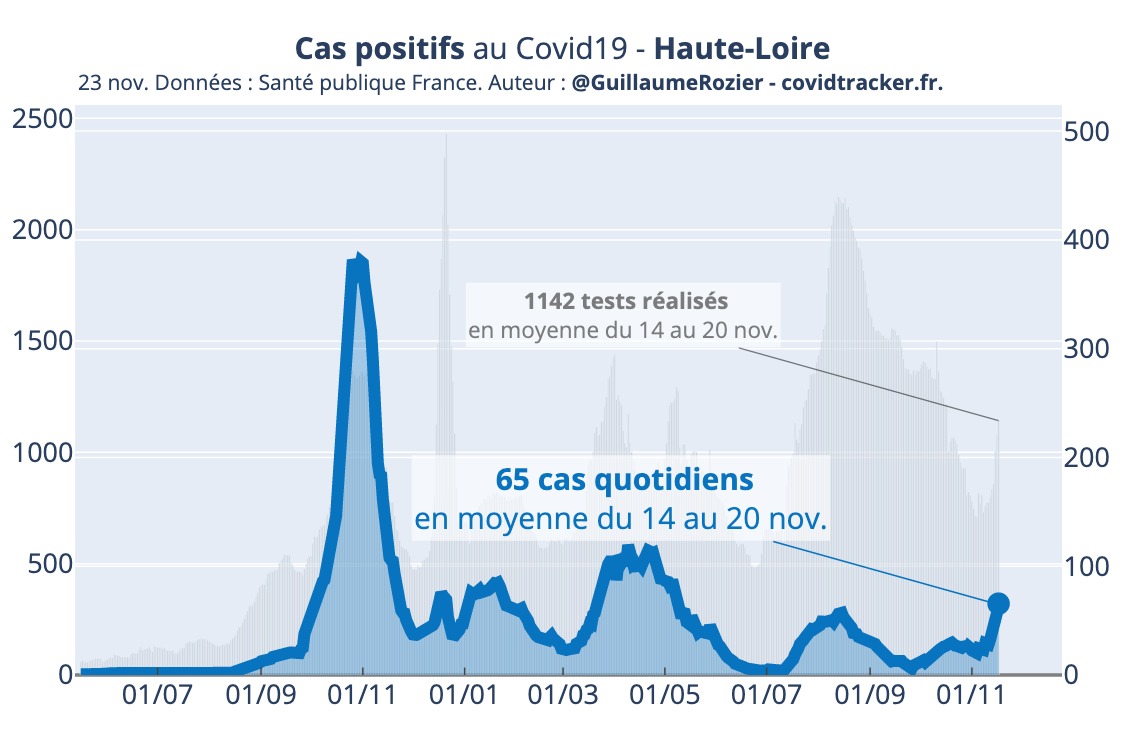 Cas positifs au Covid19 - Haute-Loire
23 nov. Données : Santé publique France. Auteur : @GuillaumeRozier - covidtracker.fr.
2500
2000
1500
1000
500
0
500
400
300
200
100
0
1142 tests réalisés
en moyenne du 14 au 20 nov.
65 cas quotidiens
en moyenne du 14 au 20 nov.
01/07 01/09 01/11 01/01 01/03 01/05 01/07 01/09 01/11